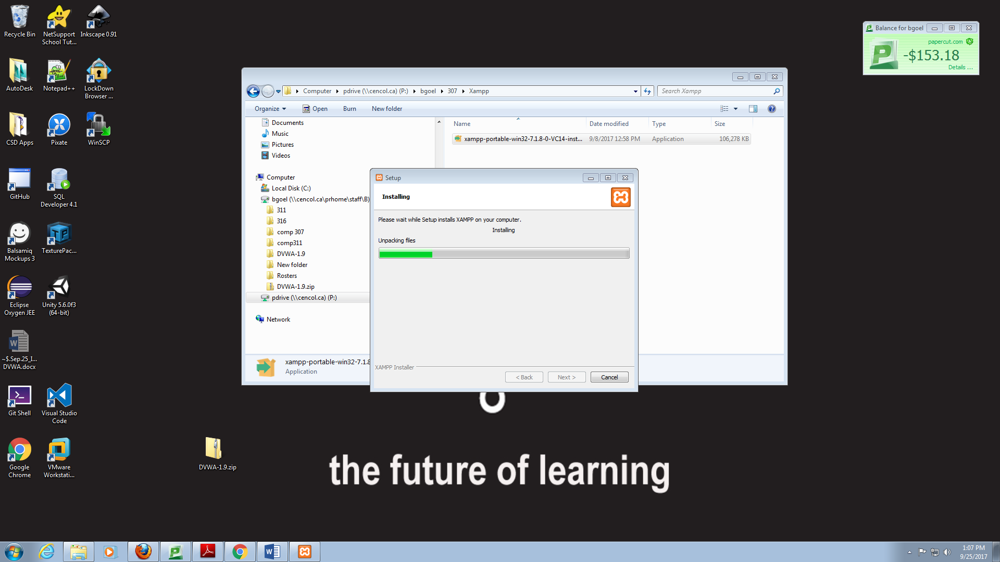 Recycle Bin
NetSupport
School Tut...
Inkscape 0.91
AutoDesk
Notepad++
LockDown
Browser ...
CSD Apps
Pixate
WinSCP
GitHub
SQL
Developer 4.1
Balsamiq
Mockups 3
TexturePac...
Eclipse
Oxygen JEE
Unity 5.6.0f3
(64-bit)
~$.Sep.25_I...
DVWA.docx
Git Shell
Visual Studio
Code
Google
Chrome
VMware
Workstati...
DVWA-1.9.zip
Balance for bgoel
papercut.com
-$153.18
Details ...
Computer
pdrive (\\cencol.ca) (P:)
bgoel
307
Xampp
Search Xampp
Organize
Open
Burn
New folder
Documents
Music
Pictures
Videos
Computer
Local Disk (C:)
bgoel (\\cencol.ca\prhome\staff\B)
311
316
comp 307
comp311
DVWA-1.9
New folder
Rosters
DVWA-1.9.zip
pdrive (\\cencol.ca) (P:)
Network
Name
Date modified
Type
Size
xampp-portable-win32-7.1.8-0-VC14-inst...
9/8/2017 12:58 PM
Application
106,278 KB
xampp-portable-win32-7.1.8
Application
Setup
Installing
Please wait while Setup installs XAMPP on your computer.
Installing
Unpacking files
XAMPP Installer
< Back
Next >
Cancel
the future of learning
1:07 PM
9/25/2017